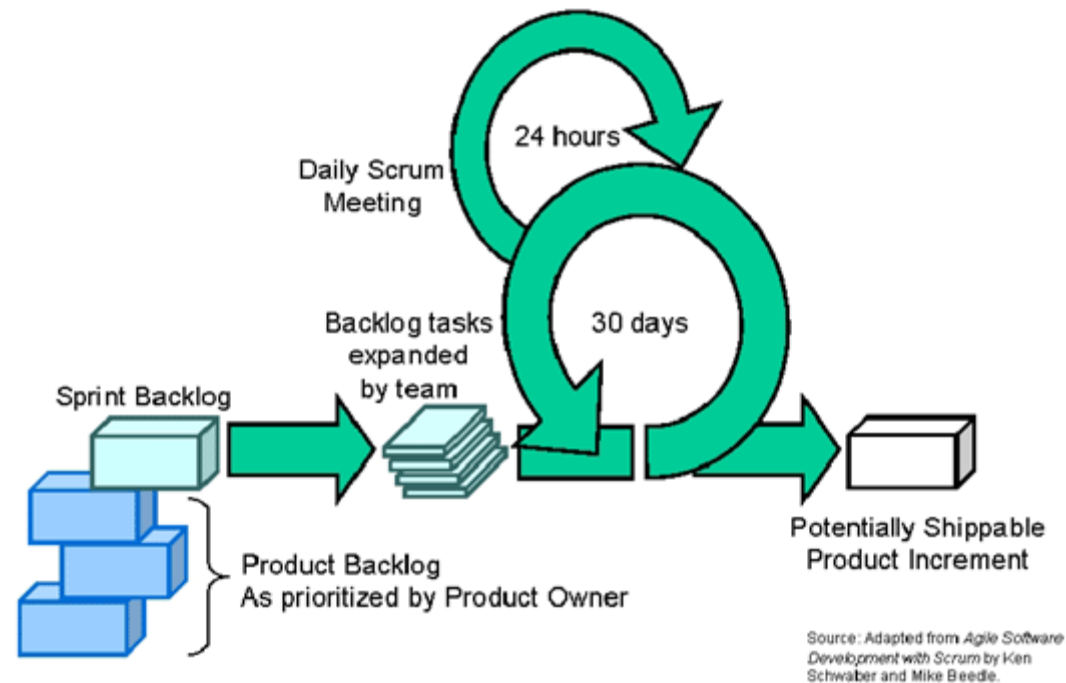 24 hours
Daily Scrum
Meeting
Backlog tasks
expanded
by team
30 days
Sprint Backlog
Potentially Shippable
Product Increment
Product Backlog
As prioritized by Product Owner
Source: Adapted from Agile Software
Development with Scrum by Ken
Schwaber and Mike Beedle.